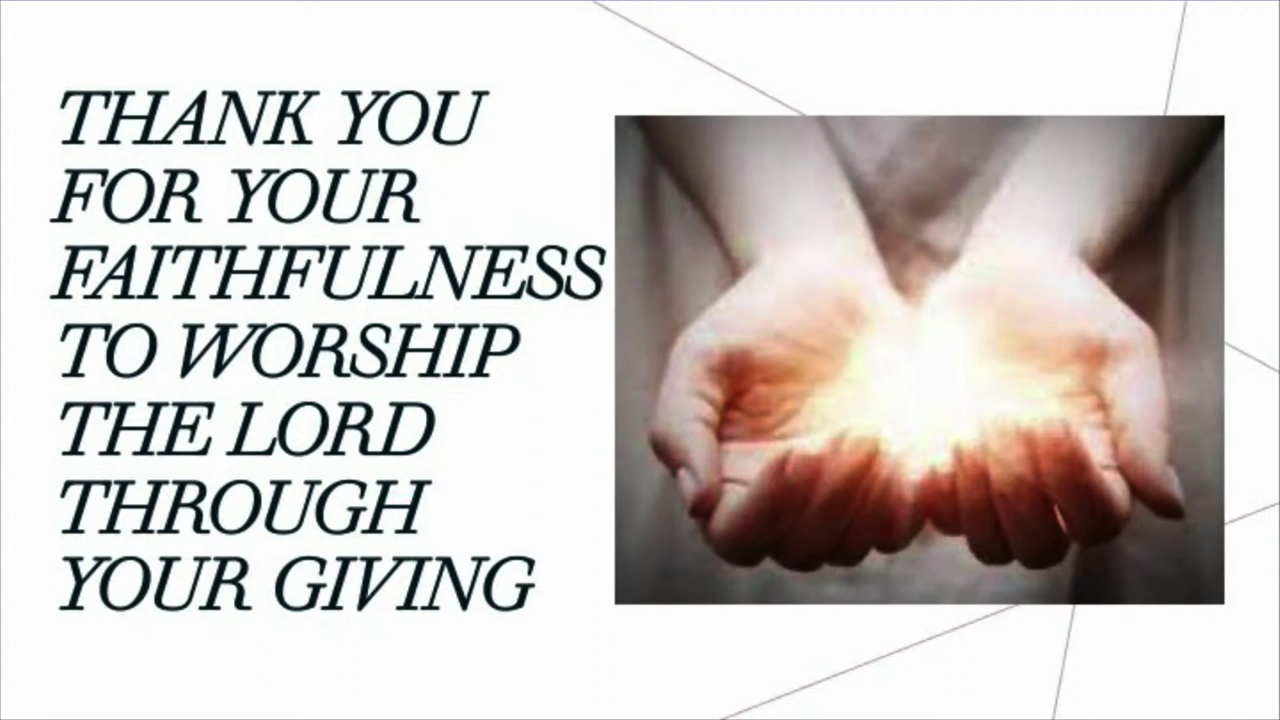 THANK YOU
FOR YOUR
FAITHFULNESS
TO WORSHIP
THE LORD
THROUGH
YOUR GIVING